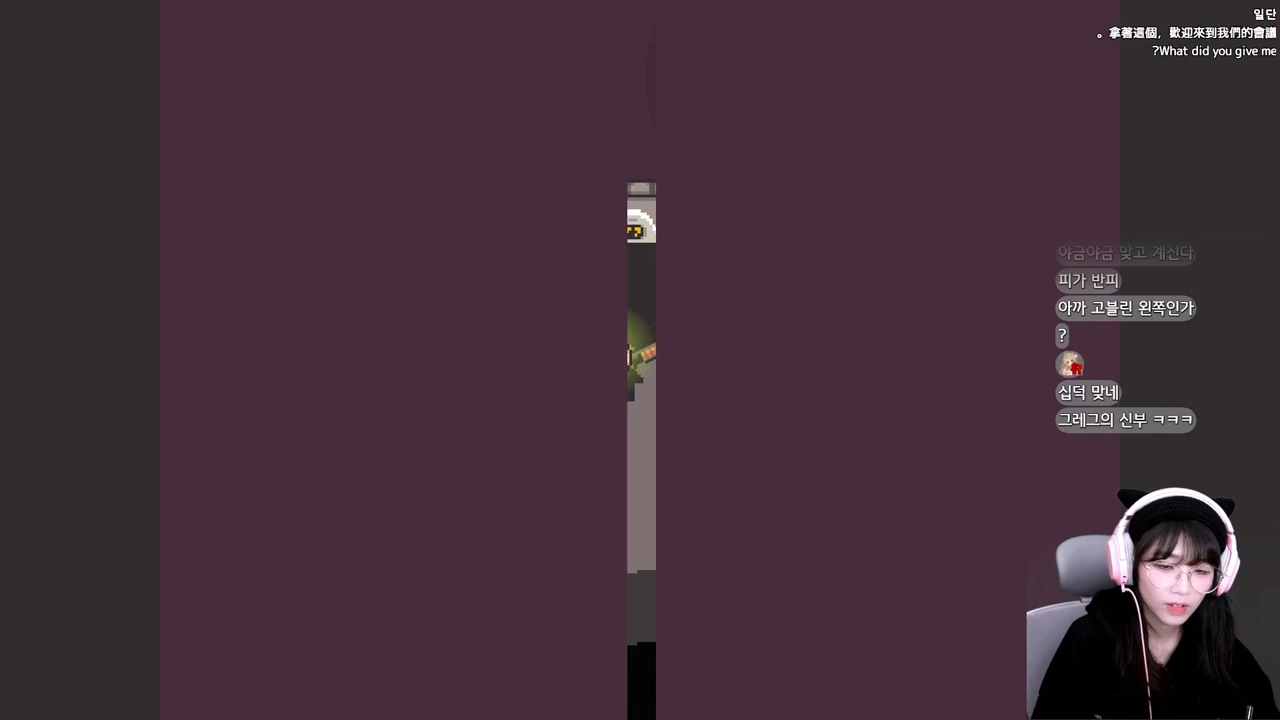 일단
。拿著這個，歡迎來到我們的會議
?What did you give me
야금야금 맞고 계신다
피가 반피
아까 고블린 왼쪽인가
?
십덕 맞네
그레그의 신부 ㅋㅋㅋ